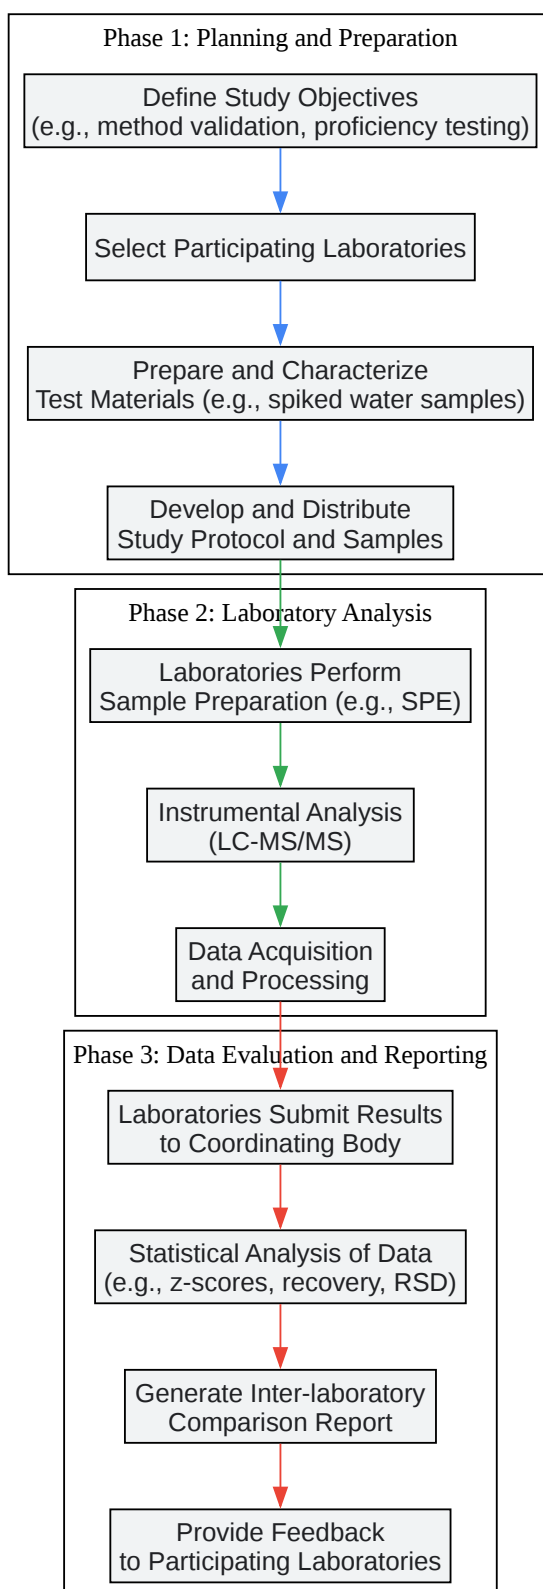 Phase 1: Planning and Preparation
Define Study Objectives
(e.g., method validation, proficiency testing)
Select Participating Laboratories
Prepare and Characterize
Test Materials (e.g., spiked water samples)
Develop and Distribute
Study Protocol and Samples
Phase 2: Laboratory Analysis
Laboratories Perform
Sample Preparation (e.g., SPE)
Instrumental Analysis
(LC-MS/MS)
Data Acquisition
and Processing
Phase 3: Data Evaluation and Reporting
Laboratories Submit Results
to Coordinating Body
Statistical Analysis of Data
(e.g., z-scores, recovery, RSD)
Generate Inter-laboratory
Comparison Report
Provide Feedback
to Participating Laboratories